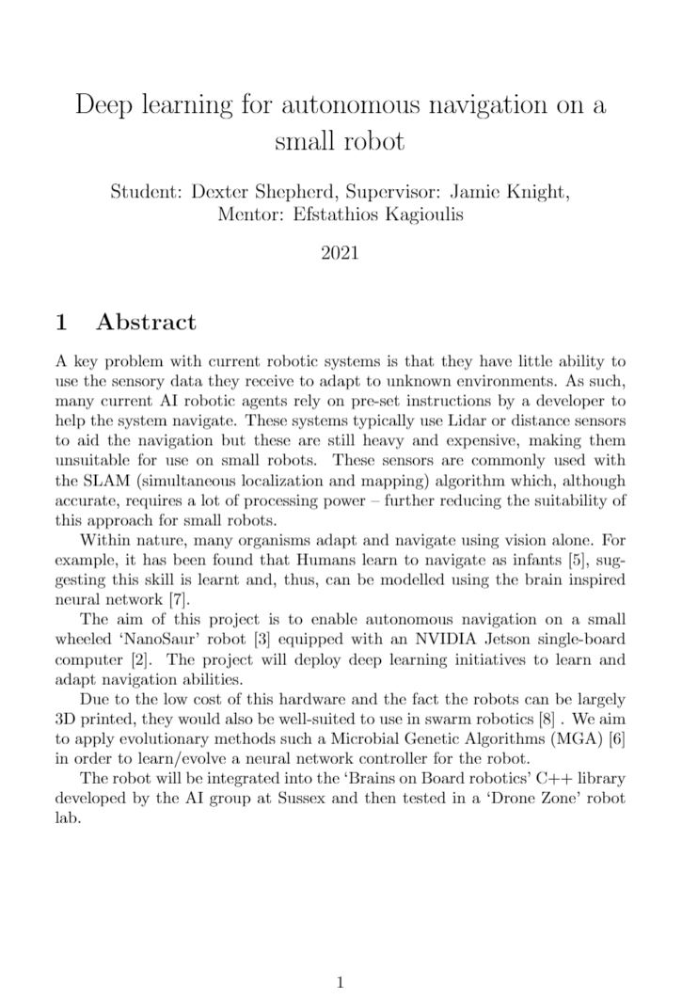 Deep learning for autonomous navigation on a
small robot
Student: Dexter Shepherd, Supervisor: Jamie Knight,
Mentor: Efstathios Kagioulis
2021
1 Abstract
A key problem with current robotic systems is that they have little ability to
use the sensory data they receive to adapt to unknown environments. As such,
many current AI robotic agents rely on pre-set instructions by a developer to
help the system navigate. These systems typically use Lidar or distance sensors
to aid the navigation but these are still heavy and expensive, making them
unsuitable for use on small robots. These sensors are commonly used with
the SLAM (simultaneous localization and mapping) algorithm which, although
accurate, requires a lot of processing power – further reducing the suitability of
this approach for small robots.
Within nature, many organisms adapt and navigate using vision alone. For
example, it has been found that Humans learn to navigate as infants [5], sug-
gesting this skill is learnt and, thus, can be modelled using the brain inspired
neural network [7].
The aim of this project is to enable autonomous navigation on a small
wheeled ‘NanoSaur’ robot [3] equipped with an NVIDIA Jetson single-board
computer [2]. The project will deploy deep learning initiatives to learn and
adapt navigation abilities.
Due to the low cost of this hardware and the fact the robots can be largely
3D printed, they would also be well-suited to use in swarm robotics [8] . We aim
to apply evolutionary methods such a Microbial Genetic Algorithms (MGA) [6]
in order to learn/evolve a neural network controller for the robot.
The robot will be integrated into the ‘Brains on Board robotics’ C++ library
developed by the AI group at Sussex and then tested in a ‘Drone Zone’ robot
lab.
1